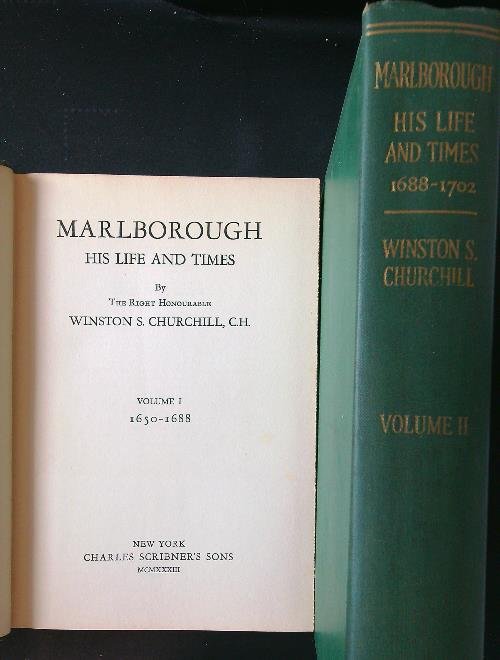 MARLBOROUGH
HIS LIFE AND TIMES
By
THE RIGHT HONOURABLE
WINSTON S. CHURCHILL, C.H.
VOLUME I
1650-1688
NEW YORK
CHARLES SCRIBNER'S SONS
MCMXXXIII
MARLBOROUGH
HIS LIFE
AND TIMES
1688-1702
WINSTON S.
CHURCHILL
VOLUME II